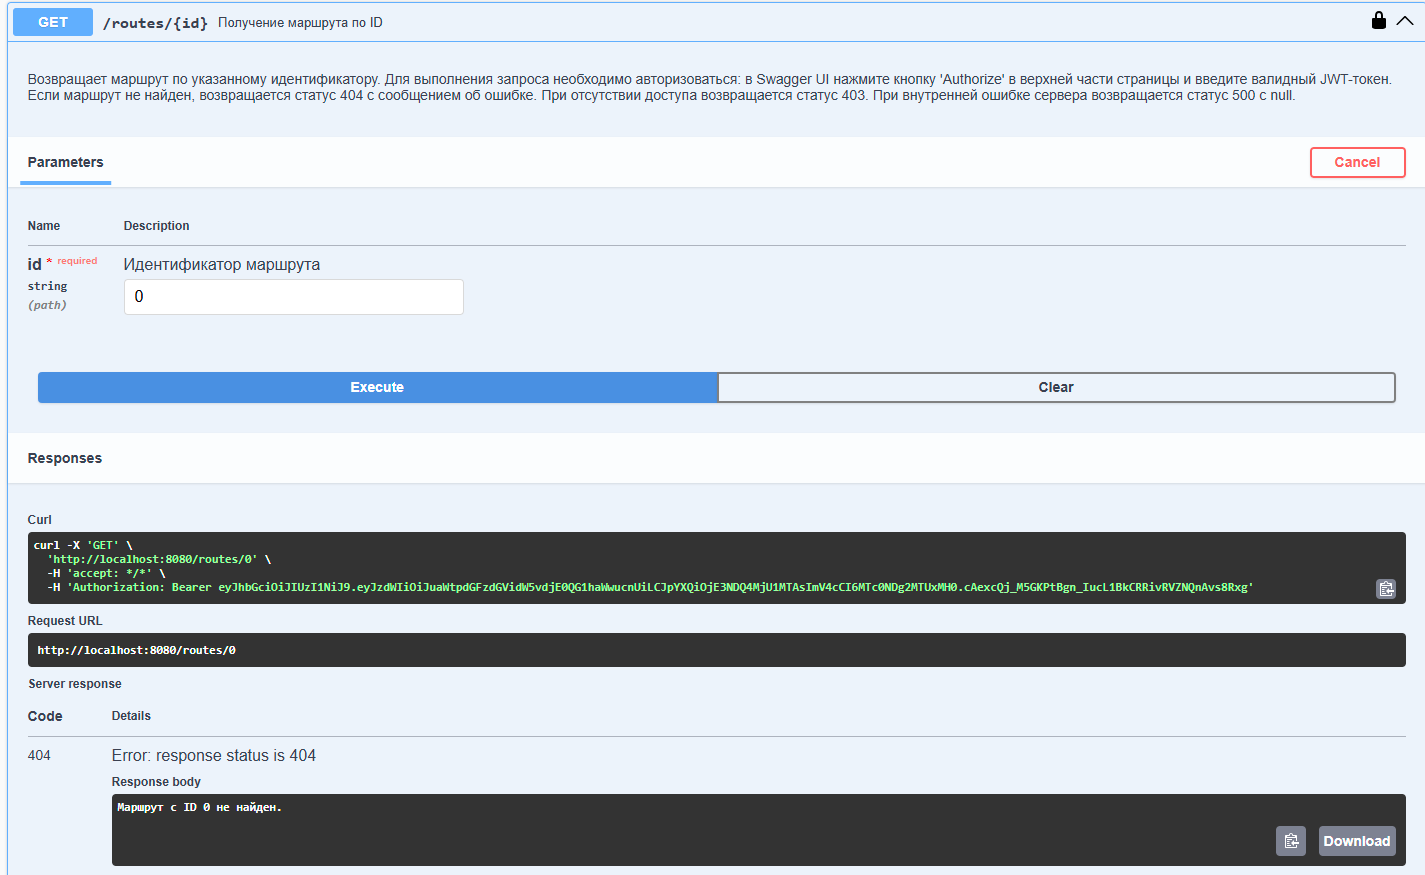 GET /routes/{id} Получение маршрута по ID
Возвращает маршрут по указанному идентификатору. Для выполнения запроса необходимо авторизоваться: в Swagger UI нажмите кнопку 'Authorize' в верхней части страницы и введите валидный JWT-токен.
Если маршрут не найден, возвращается статус 404 с сообщением об ошибке. При отсутствии доступа возвращается статус 403. При внутренней ошибке сервера возвращается статус 500 с null.
Parameters Cancel
Name Description
id * required Идентификатор маршрута
string
(path)
0
Execute Clear
Responses
Curl
curl -X 'GET' \
'http://localhost:8080/routes/0' \
-H 'accept: */*' \
-H 'Authorization: Bearer eyJhbGciOiJIUzI1NiJ9.eyJzdWIiOiJuaWtpdGFzdGVidW5vdjE0QG1haWwucnUiLCJpYXQiOjE3NDQ4MjU1MTAsImV4cCI6MTc0NDg2MTUxMH0.cAexcQj_M5GKPtBgn_IucL1BkCRRivRVZNQnAvs8Rxg'
Request URL
http://localhost:8080/routes/0
Server response
Code Details
404 Error: response status is 404
Response body
Маршрут с ID 0 не найден.
Download